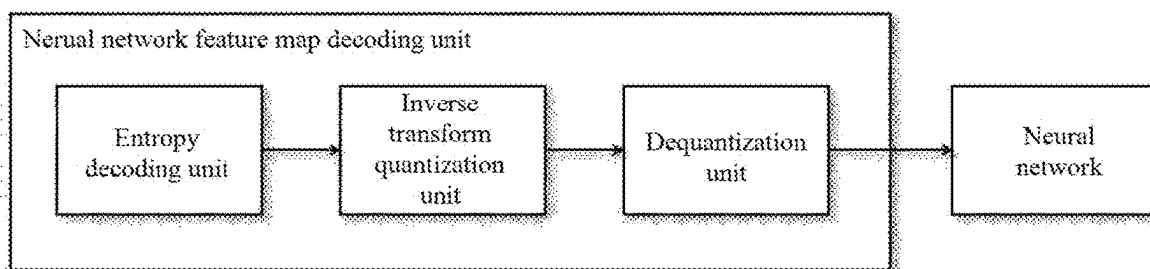 Nerual network feature map decoding unit
Entropy
decoding unit
Inverse
transform
quantization
unit
Dequantization
unit
Neural
network